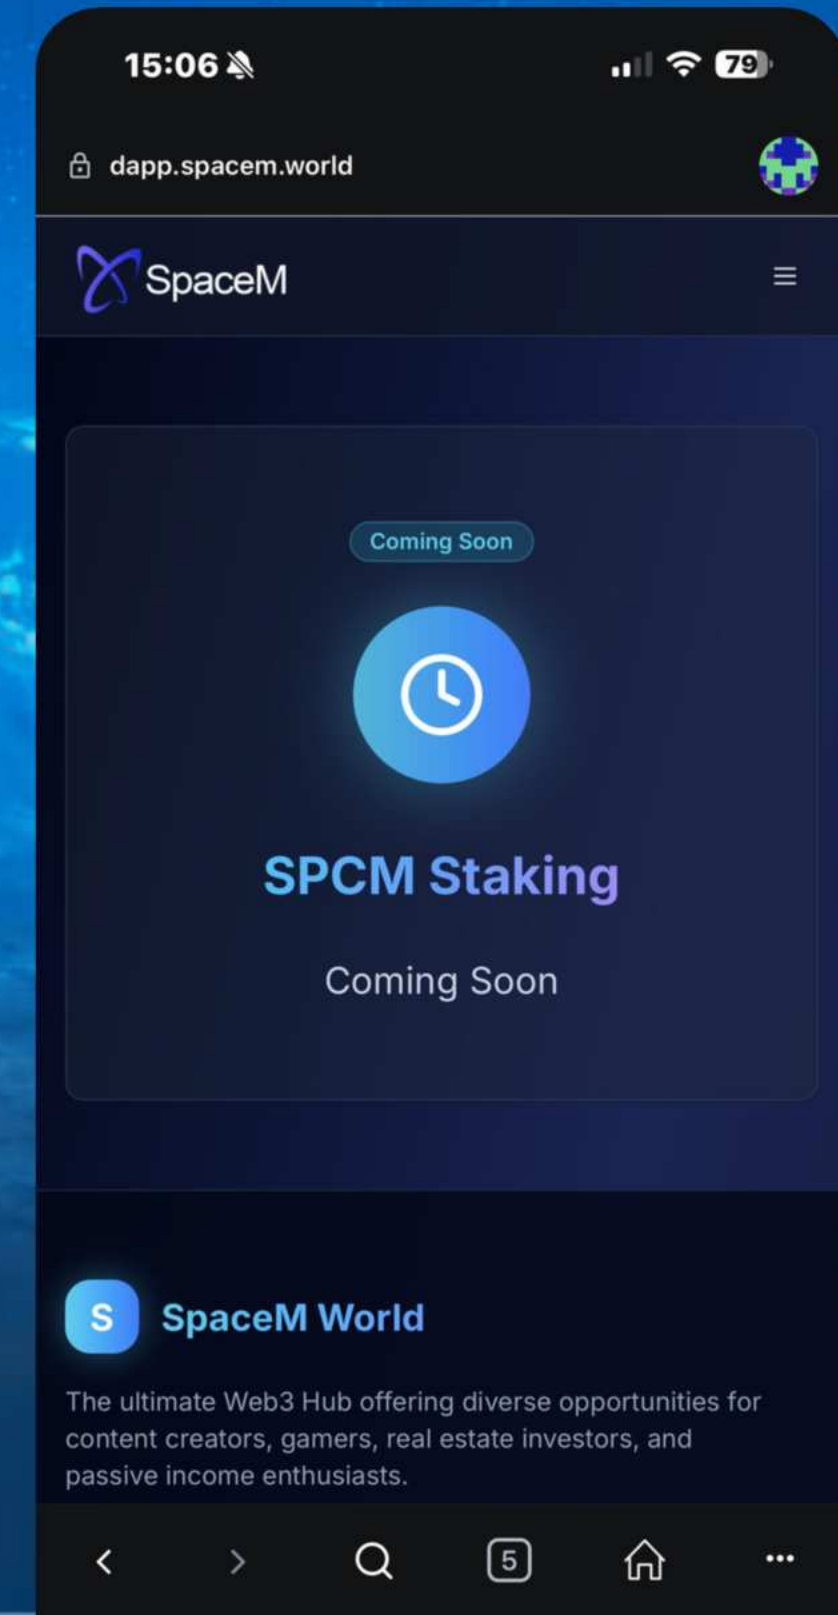 15:06
79
dapp.spacem.world
SpaceM
Coming Soon
SPCM Staking
Coming Soon
S
SpaceM World
The ultimate Web3 Hub offering diverse opportunities for
content creators, gamers, real estate investors, and
passive income enthusiasts.
5